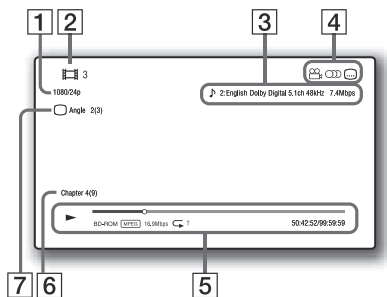 1 2 3 4
3
1080/24p
2:English Dolby Digital 5.1ch 48kHz 7.4Mbps
Angle 2(3)
Chapter 4(9)
BD-ROM MPEG 16.9Mbps 1 50:42:52/99:59:59
7 6 5